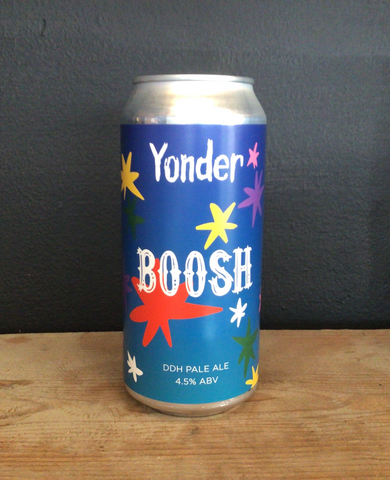 Yonder
BOOSH
DDH PALE ALE
4.5% ABV